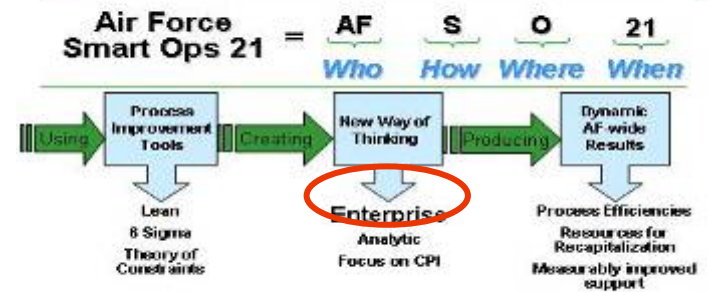 Air Force
Smart Ops 21
=
AF S O 21
Who How Where When
Using
Process
Improvement
Tools
Creating
New Way of
Thinking
Producing
Dynamic
AF-wide
Results
Lean
6 Sigma
Theory of
Constraints
Enterprise
Analytic
Focus on CPI
Process Efficiencies
Resources for
Recapitalization
Measurably improved
support